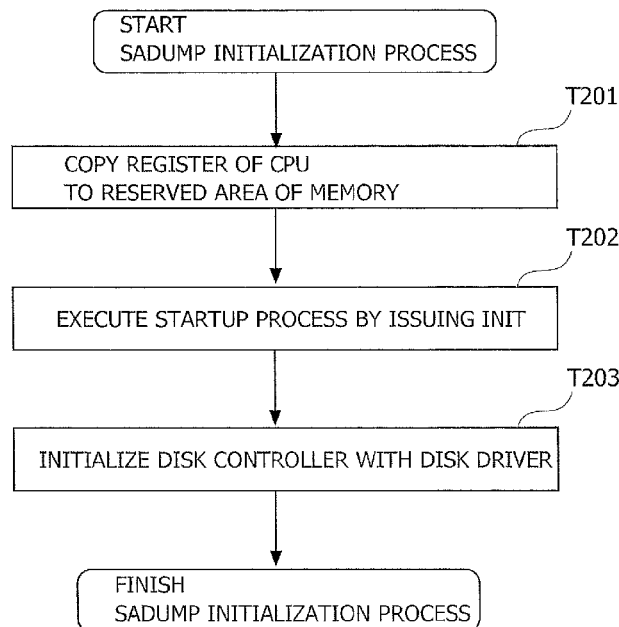 START
SADUMP INITIALIZATION PROCESS
T201
COPY REGISTER OF CPU
TO RESERVED AREA OF MEMORY
T202
EXECUTE STARTUP PROCESS BY ISSUING INIT
T203
INITIALIZE DISK CONTROLLER WITH DISK DRIVER
FINISH
SADUMP INITIALIZATION PROCESS